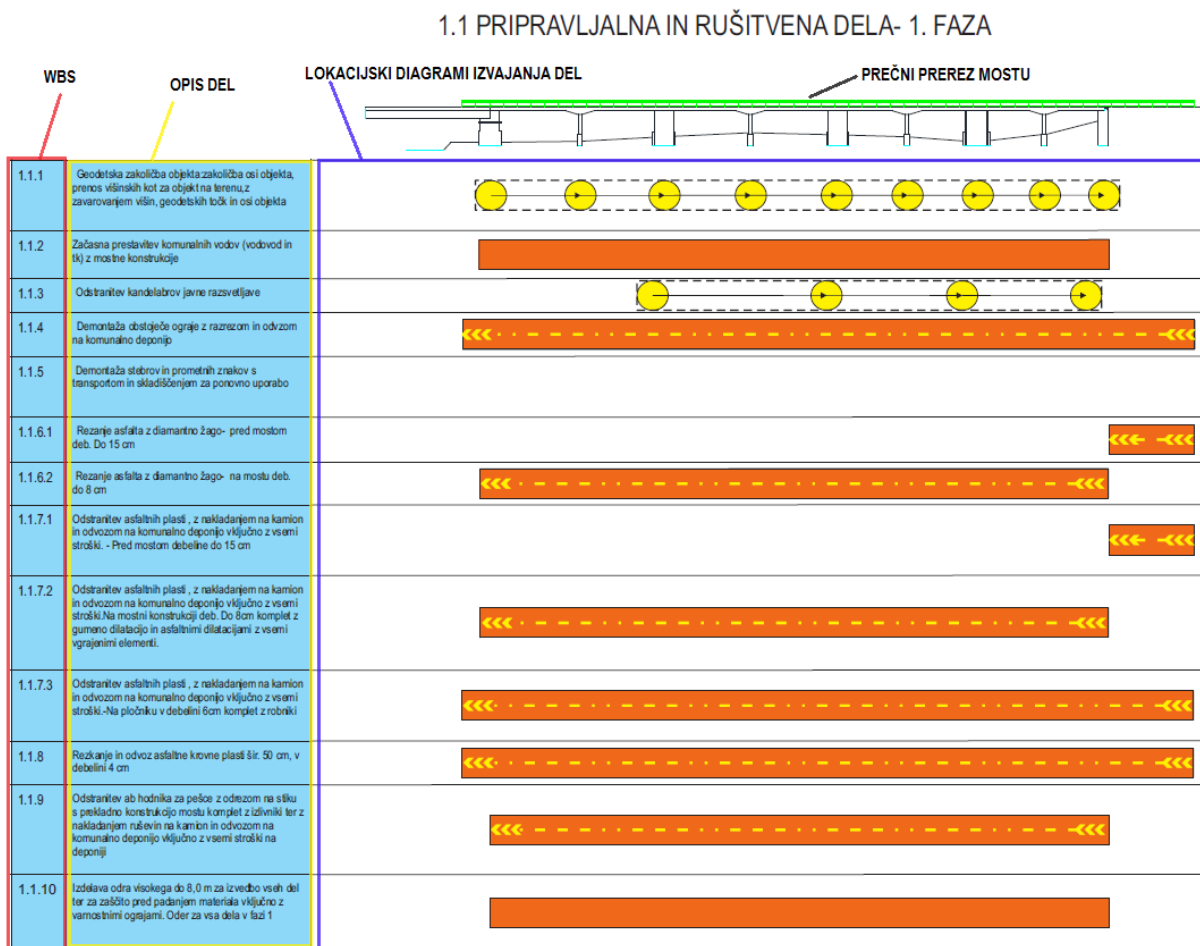 1.1 PRIPRAVLJALNA IN RUŠITVENA DELA- 1. FAZA
WBS
OPIS DEL
LOKACIJSKI DIAGRAMI IZVAJANJA DEL
PREČNI PREREZ MOSTU
1.1.1
Geodetska zakoličba objekta:zakoličba osi objekta,
prenos višinskih kot za objekt na terenu,z
zavarovanjem višin, geodetskih točk in osi objekta
1.1.2
Začasna prestavitev komunalnih vodov (vodovod in
tk) z mostne konstrukcije
1.1.3
Odstranitev kandelabrov javne razsvetljave
1.1.4
Demontaža obstoječe ograje z razrezom in odvzom
na komunalno deponijo
1.1.5
Demontaža stebrov in prometnih znakov s
transportom in skladiščenjem za ponovno uporabo
1.1.6.1
Rezanje asfalta z diamantno žago- pred mostom
deb. Do 15 cm
1.1.6.2
Rezanje asfalta z diamantno žago- na mostu deb.
do 8 cm
1.1.7.1
Odstranitev asfaltnih plasti , z nakladanjem na kamion
in odvozom na komunalno deponijo vključno z vsemi
stroški. - Pred mostom debeline do 15 cm
1.1.7.2
Odstranitev asfaltnih plasti , z nakladanjem na kamion
in odvozom na komunalno deponijo vključno z vsemi
stroški.Na mostni konstrukciji deb. Do 8cm komplet z
gumeno dilatacijo in asfaltnimi dilatacijami z vsemi
vgrajenimi elementi.
1.1.7.3
Odstranitev asfaltnih plasti , z nakladanjem na kamion
in odvozom na komunalno deponijo vključno z vsemi
stroški.-Na pločniku v debelini 6cm komplet z robniki
1.1.8
Rezkanje in odvoz asfaltne krovne plasti šir. 50 cm, v
debelini 4 cm
1.1.9
Odstranitev ab hodnika za pešce z odrezom na stiku
s prekladno konstrukcijo mostu komplet z izlivniki ter z
nakladanjem ruševin na kamion in odvozom na
komunalno deponijo vključno z vsemi stroški na
deponiji
1.1.10
Izdelava odra visokega do 8,0 m za izvedbo vseh del
ter za zaščito pred padanjem materiala vključno z
varnostnimi ograjami. Oder za vsa dela v fazi 1